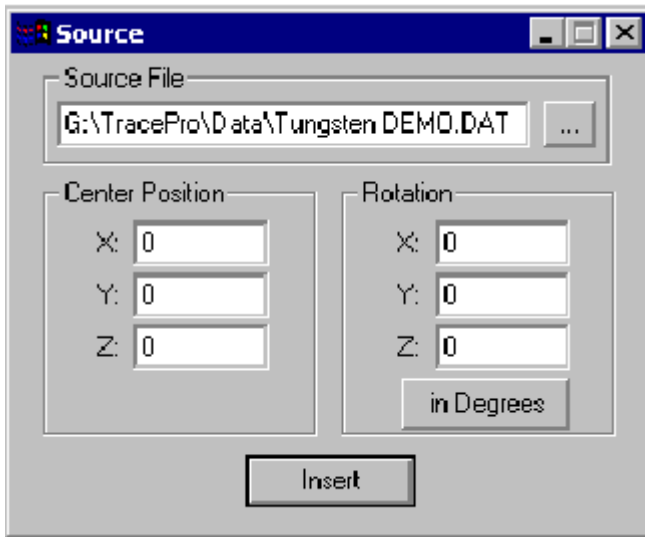 Source
Source File
G:\TracePro\Data\Tungsten DEMO.DAT
...
Center Position
X: 0
Y: 0
Z: 0
Rotation
X: 0
Y: 0
Z: 0
in Degrees
Insert